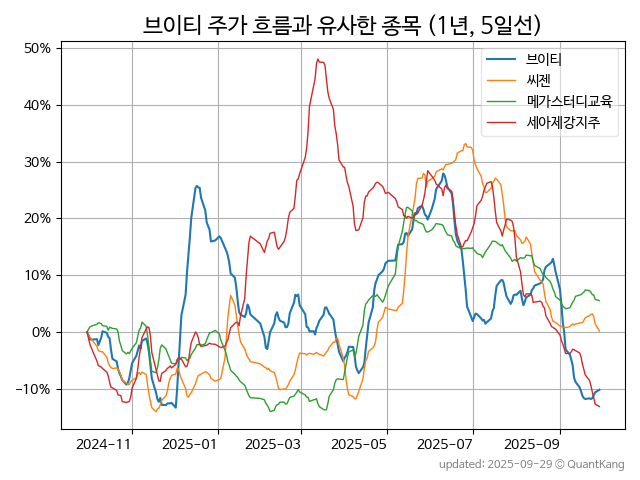 브이티 주가 흐름과 유사한 종목 (1년, 5일선)
50%
40%
30%
20%
10%
0%
−10%
브이티
씨젠
메가스터디교육
세아제강지주
2024−11
2025−01
2025−03
2025−05
2025−07
2025−09
updated: 2025-09-29 © QuantKang